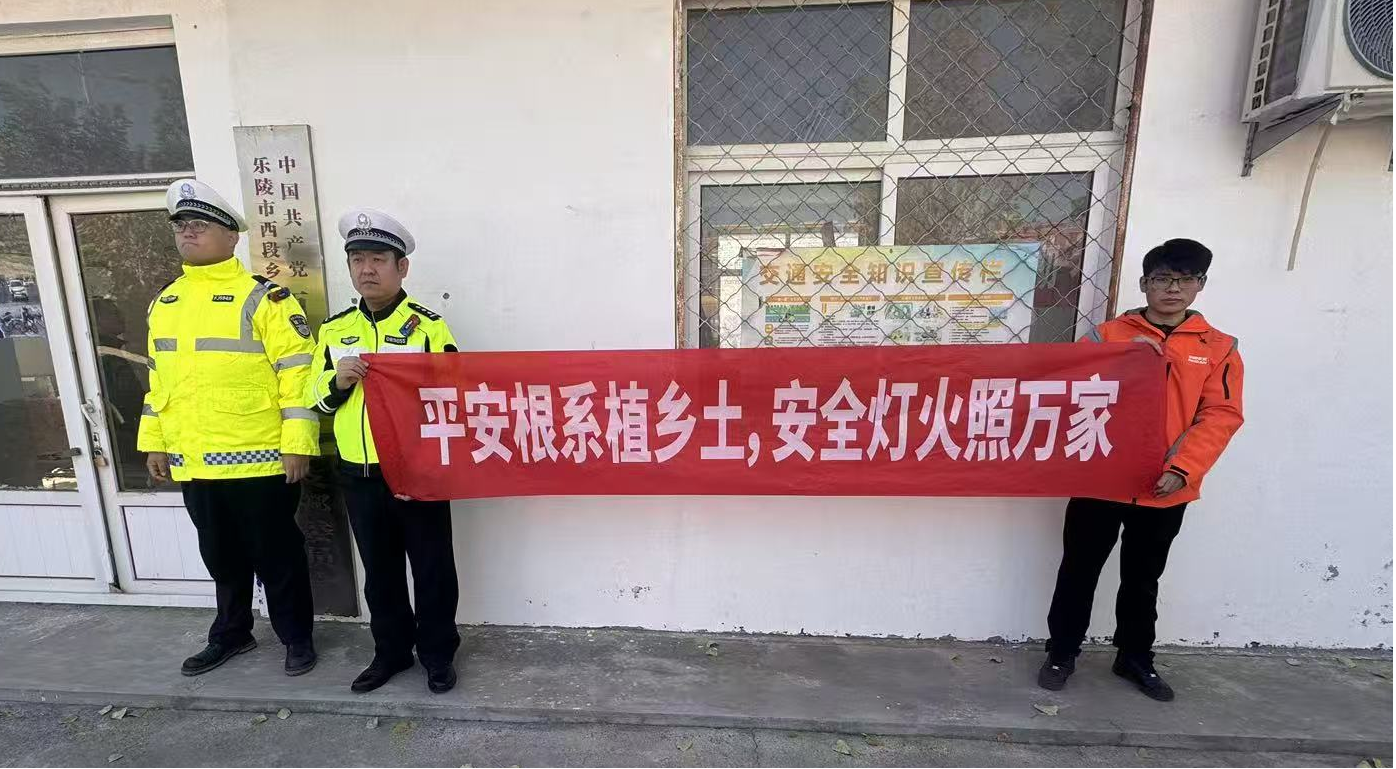 中国共产党
乐陵市西段乡
交通安全知识宣传栏
平安根系植乡土,安全灯火照万家